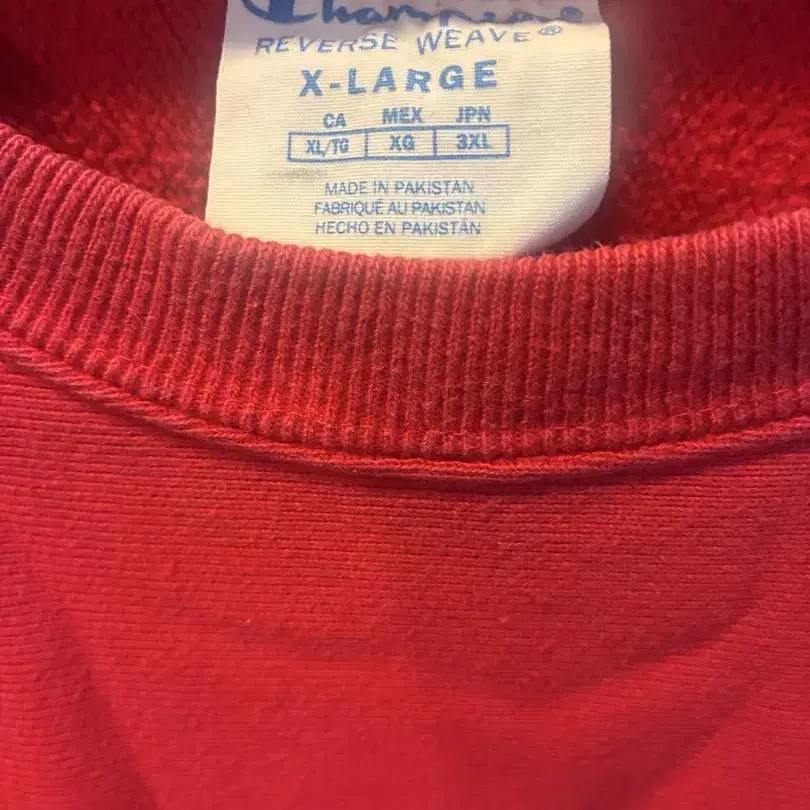 Champion
REVERSE WEAVE®
X-LARGE
CA MEX JPN
XL/TG XG 3XL
MADE IN PAKISTAN
FABRIQUÉ AU PAKISTAN
HECHO EN PAKISTÁN